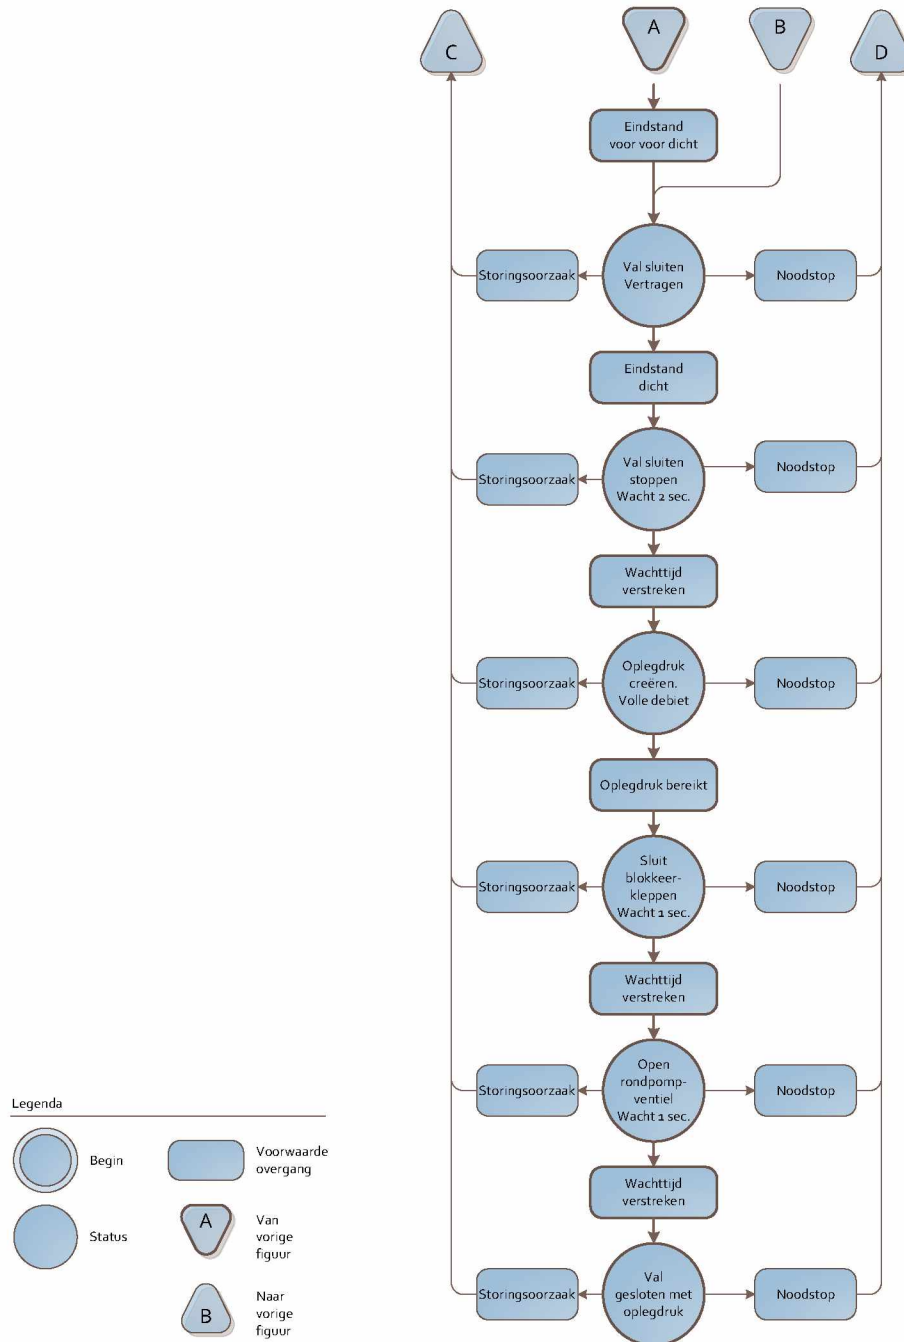 C
A
B
D
Eindstand
voor voor dicht
Storingsoorzaak
Val sluiten
Vertragen
Noodstop
Eindstand
dicht
Storingsoorzaak
Val sluiten
stoppen
Wacht 2 sec.
Noodstop
Wachttijd
verstreken
Storingsoorzaak
Oplegdruk
creëren.
Volle debiet
Noodstop
Oplegdruk bereikt
Storingsoorzaak
Sluit
blokkeer-
kleppen
Wacht 1 sec.
Noodstop
Wachttijd
verstreken
Storingsoorzaak
Open
rondpomp-
ventiel
Wacht 1 sec.
Noodstop
Wachttijd
verstreken
Storingsoorzaak
Val
gesloten met
oplegdruk
Noodstop
Legenda
Begin
Voorwaarde
overgang
Status
A
Van
vorige
figuur
B
Naar
vorige
figuur